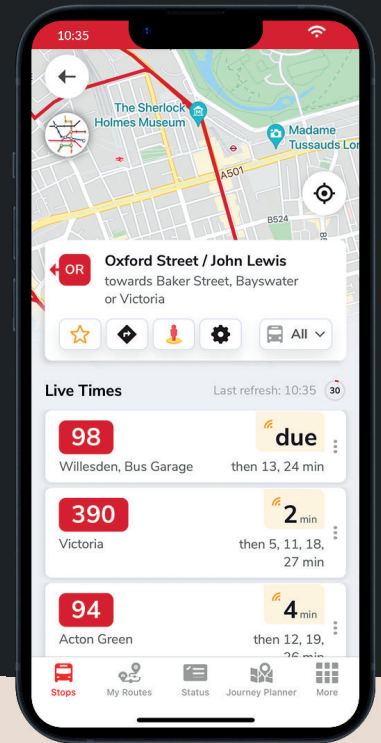 10:35
The Sherlock
Holmes Museum
Madame
Tussauds Lon
A501
B524
OR
Oxford Street / John Lewis
towards Baker Street, Bayswater
or Victoria
All
Live Times
Last refresh: 10:35
30
98
due
Willesden, Bus Garage
then 13, 24 min
390
2 min
Victoria
then 5, 11, 18,
27 min
94
4 min
Acton Green
then 12, 19,
26 min
Stops
My Routes
Status
Journey Planner
More